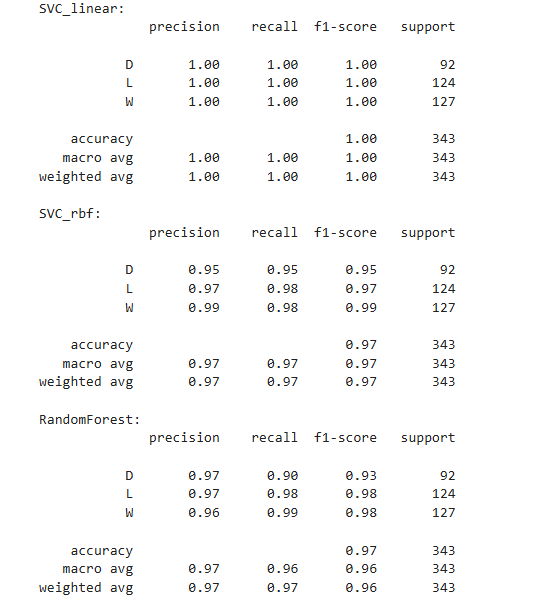 SVC_linear:
precision recall f1-score support
D 1.00 1.00 1.00 92
L 1.00 1.00 1.00 124
W 1.00 1.00 1.00 127
accuracy 1.00 343
macro avg 1.00 1.00 1.00 343
weighted avg 1.00 1.00 1.00 343
SVC_rbf:
precision recall f1-score support
D 0.95 0.95 0.95 92
L 0.97 0.98 0.97 124
W 0.99 0.98 0.99 127
accuracy 0.97 343
macro avg 0.97 0.97 0.97 343
weighted avg 0.97 0.97 0.97 343
RandomForest:
precision recall f1-score support
D 0.97 0.90 0.93 92
L 0.97 0.98 0.98 124
W 0.96 0.99 0.98 127
accuracy 0.97 343
macro avg 0.97 0.96 0.96 343
weighted avg 0.97 0.97 0.96 343